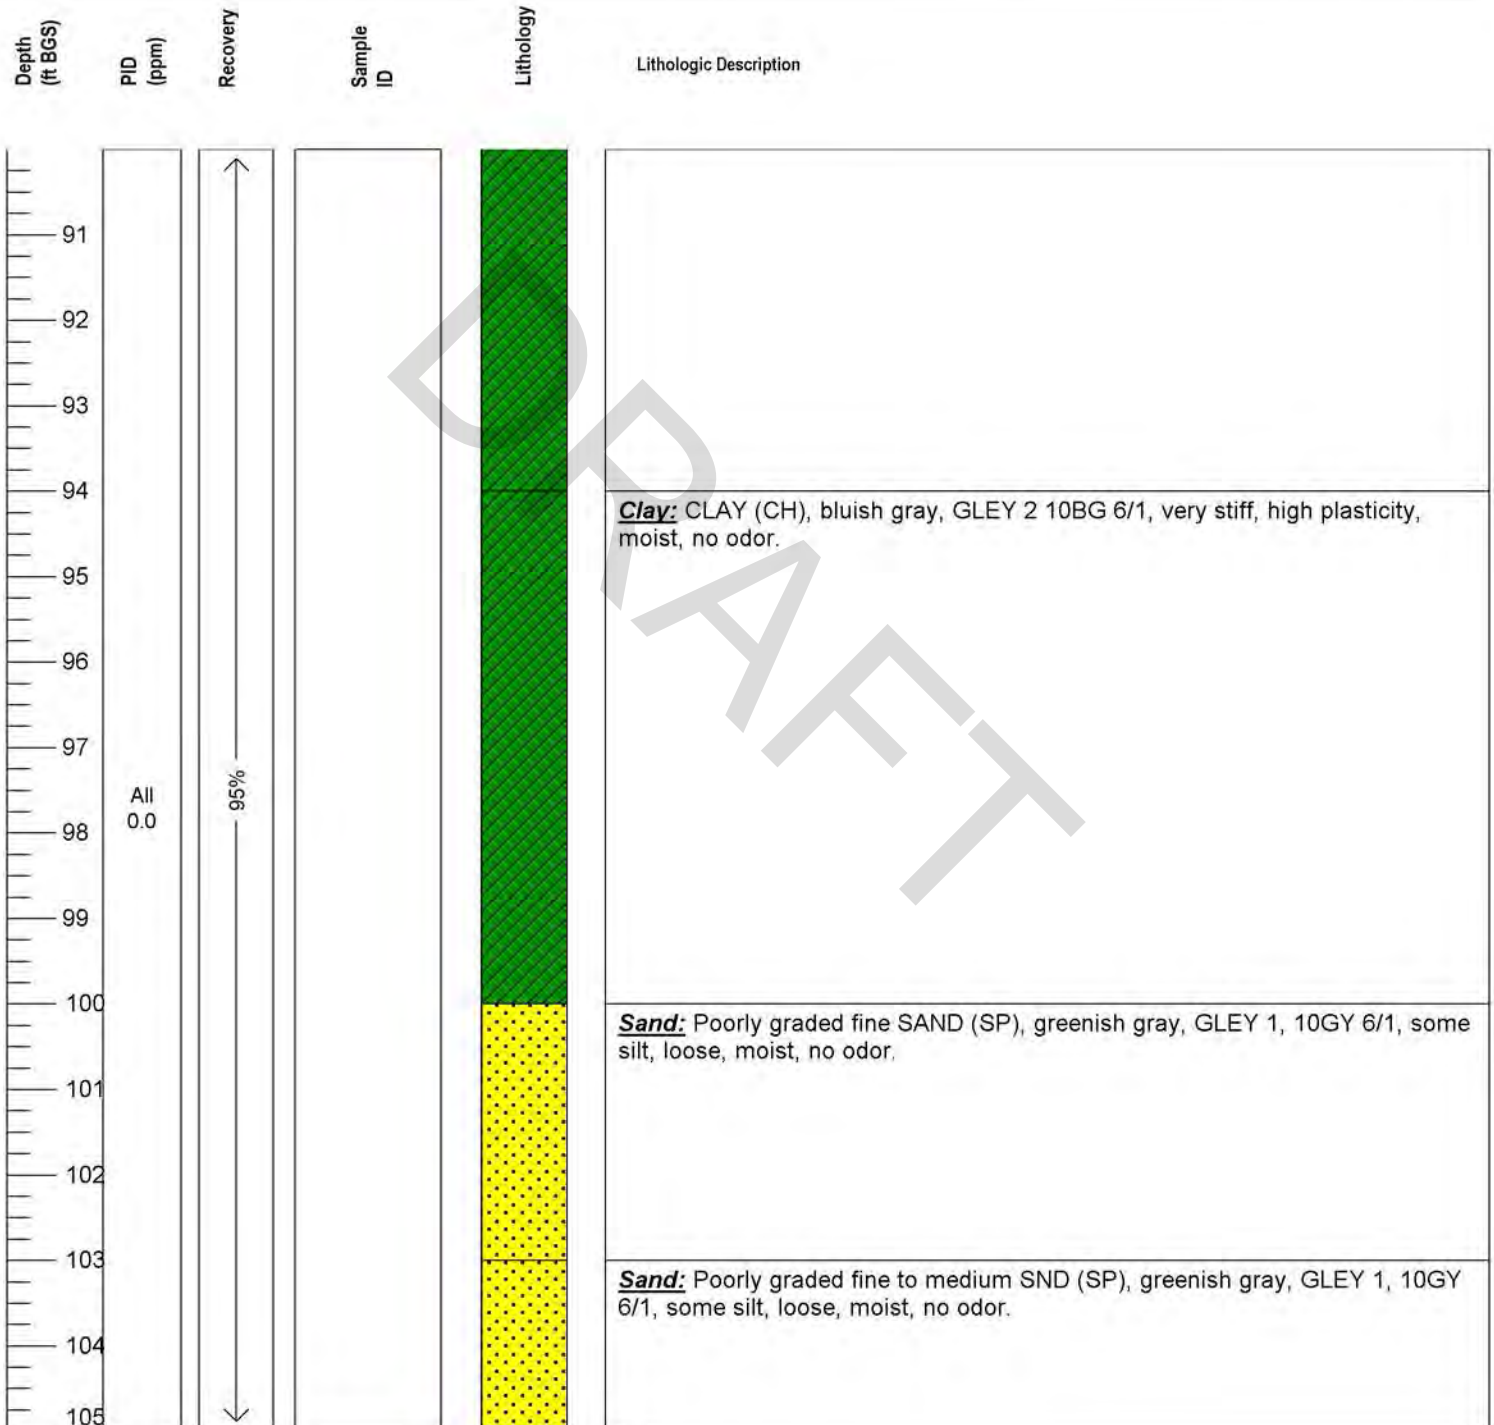 Depth
(ft BGS)
PID
(ppm)
Recovery
Sample
ID
Lithology
Lithologic Description
91
92
93
94
Clay: CLAY (CH), bluish gray, GLEY 2 10BG 6/1, very stiff, high plasticity,
moist, no odor.
95
96
97
All
0.0
95%
98
99
100
Sand: Poorly graded fine SAND (SP), greenish gray, GLEY 1, 10GY 6/1, some
silt, loose, moist, no odor.
101
102
103
Sand: Poorly graded fine to medium SND (SP), greenish gray, GLEY 1, 10GY
6/1, some silt, loose, moist, no odor.
104
105
DRAFT